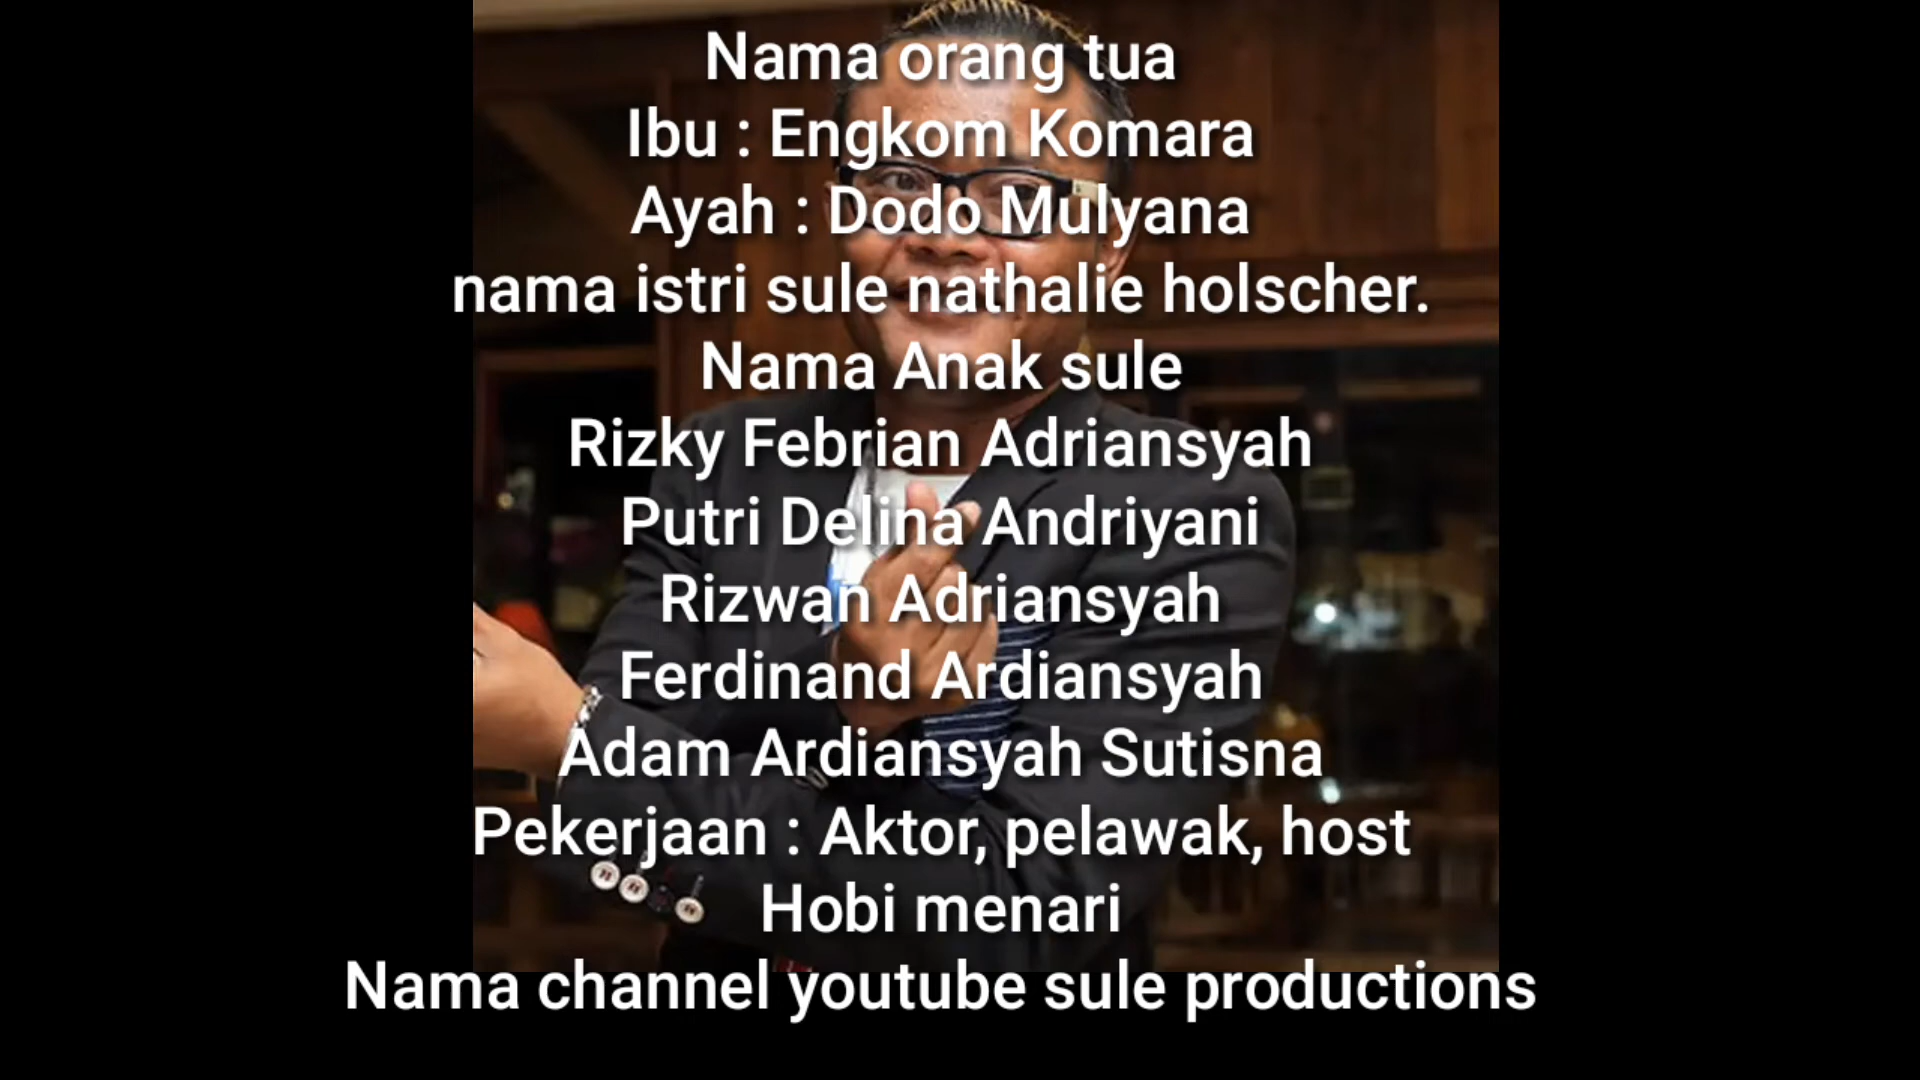 Nama orang tua
Ibu : Engkom Komara
Ayah : Dodo Mulyana
nama istri sule nathalie holscher.
Nama Anak sule
Rizky Febrian Adriansyah
Putri Delina Andriyani
Rizwan Adriansyah
Ferdinand Ardiansyah
Adam Ardiansyah Sutisna
Pekerjaan : Aktor, pelawak, host
Hobi menari
Nama channel youtube sule productions